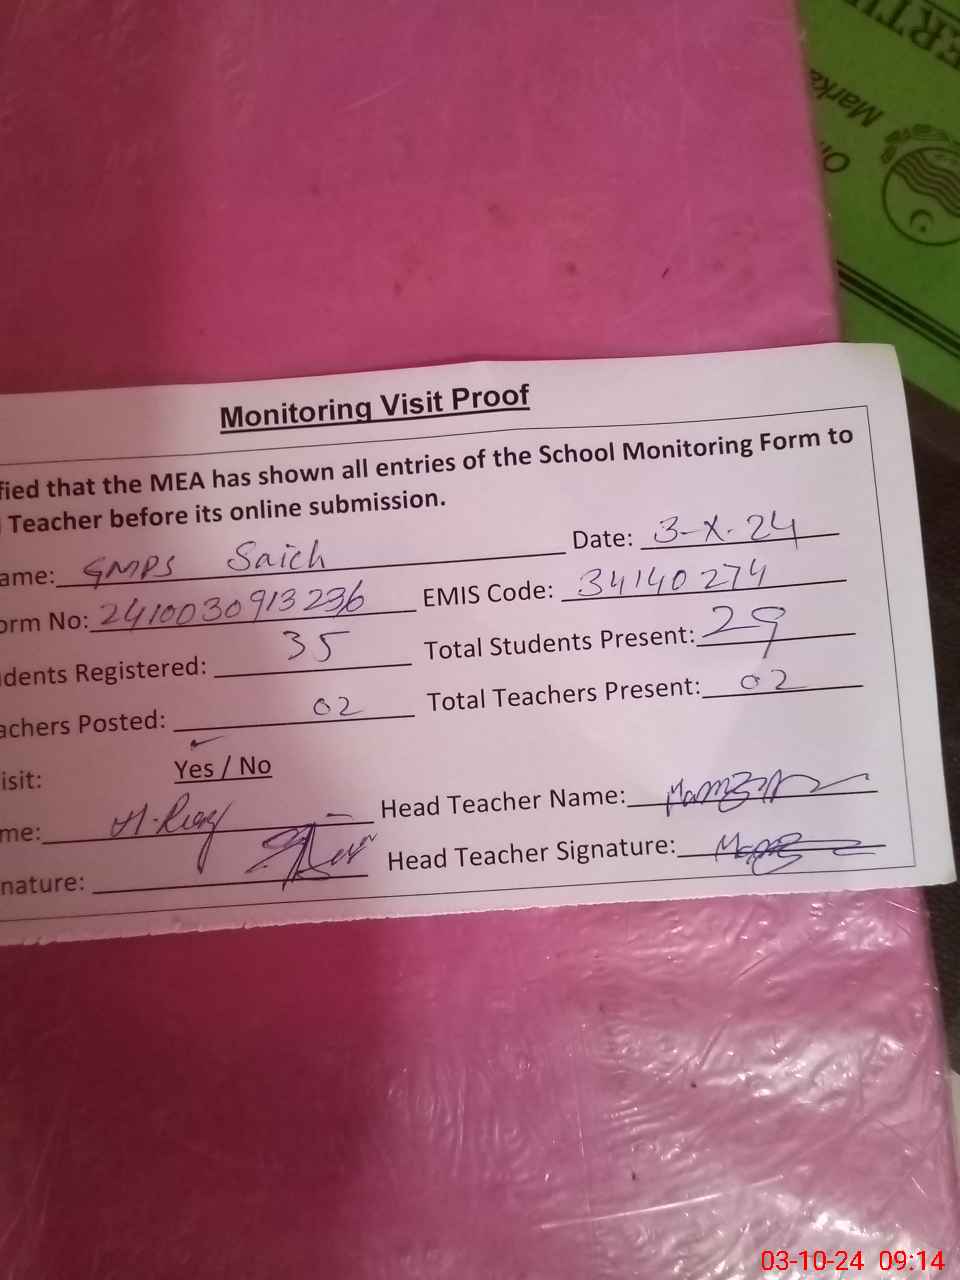 ERTI
Marke
O
Monitoring Visit Proof
fied that the MEA has shown all entries of the School Monitoring Form to
Teacher before its online submission.
ame: GMPS Saich Date: 3-X-24
orm No: 2410030913236 EMIS Code: 34140274
dents Registered: 35 Total Students Present: 29
achers Posted: 02 Total Teachers Present: 02
isit: Yes / No
me: Head Teacher Name:
nature: Head Teacher Signature:
03-10-24 09:14